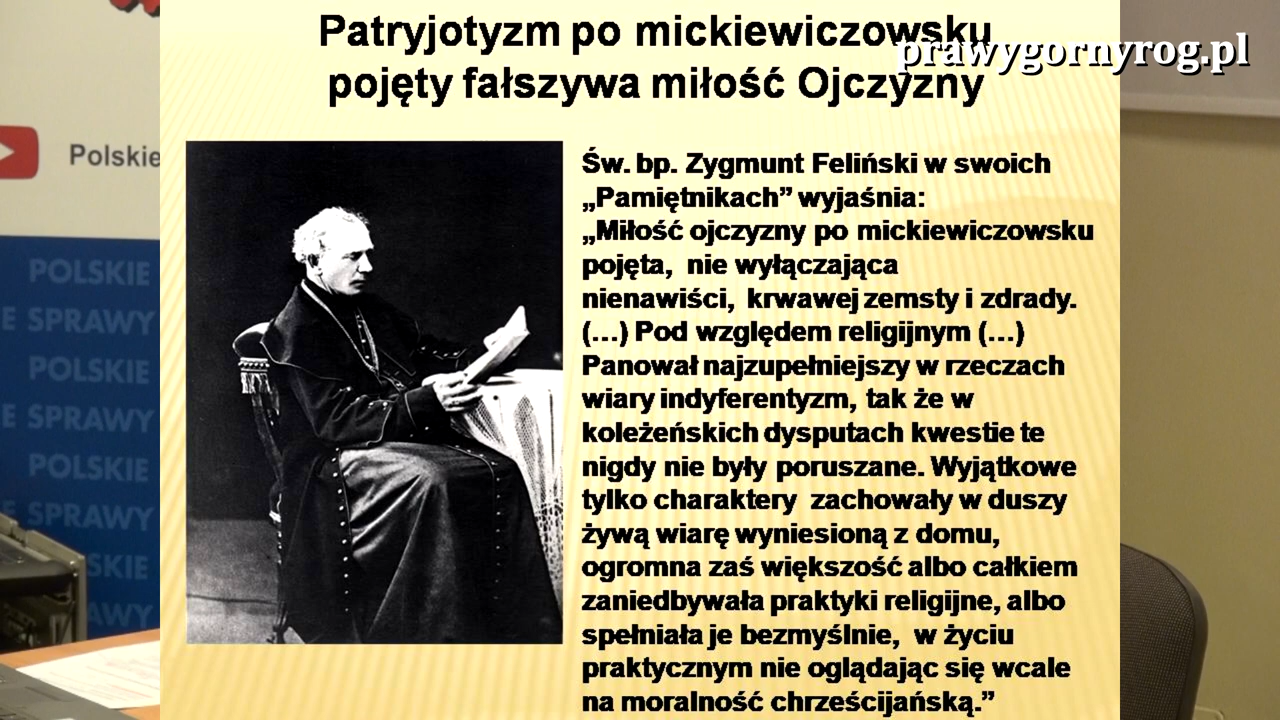 Patryjotyzm po mickiewiczowsku
pojęty fałszywa miłość Ojczyzny
prawygornyrog.pl
Polskie
POLSKIE
E SPRAWY
POLSKIE
E SPRAWY
POLSKIE
E SPRAWY
SKIE
AWY
Św. bp. Zygmunt Feliński w swoich
„Pamiętnikach” wyjaśnia:
„Miłość ojczyzny po mickiewiczowsku
pojęta, nie wyłączająca
nienawiści, krwawej zemsty i zdrady.
(…) Pod względem religijnym (…)
Panował najzupełniejszy w rzeczach
wiary indyferentyzm, tak że w
koleżeńskich dysputach kwestie te
nigdy nie były poruszane. Wyjątkowe
tylko charaktery zachowały w duszy
żywą wiarę wyniesioną z domu,
ogromna zaś większość albo całkiem
zaniedbywała praktyki religijne, albo
spełniała je bezmyślnie, w życiu
praktycznym nie oglądając się wcale
na moralność chrześcijańską.”